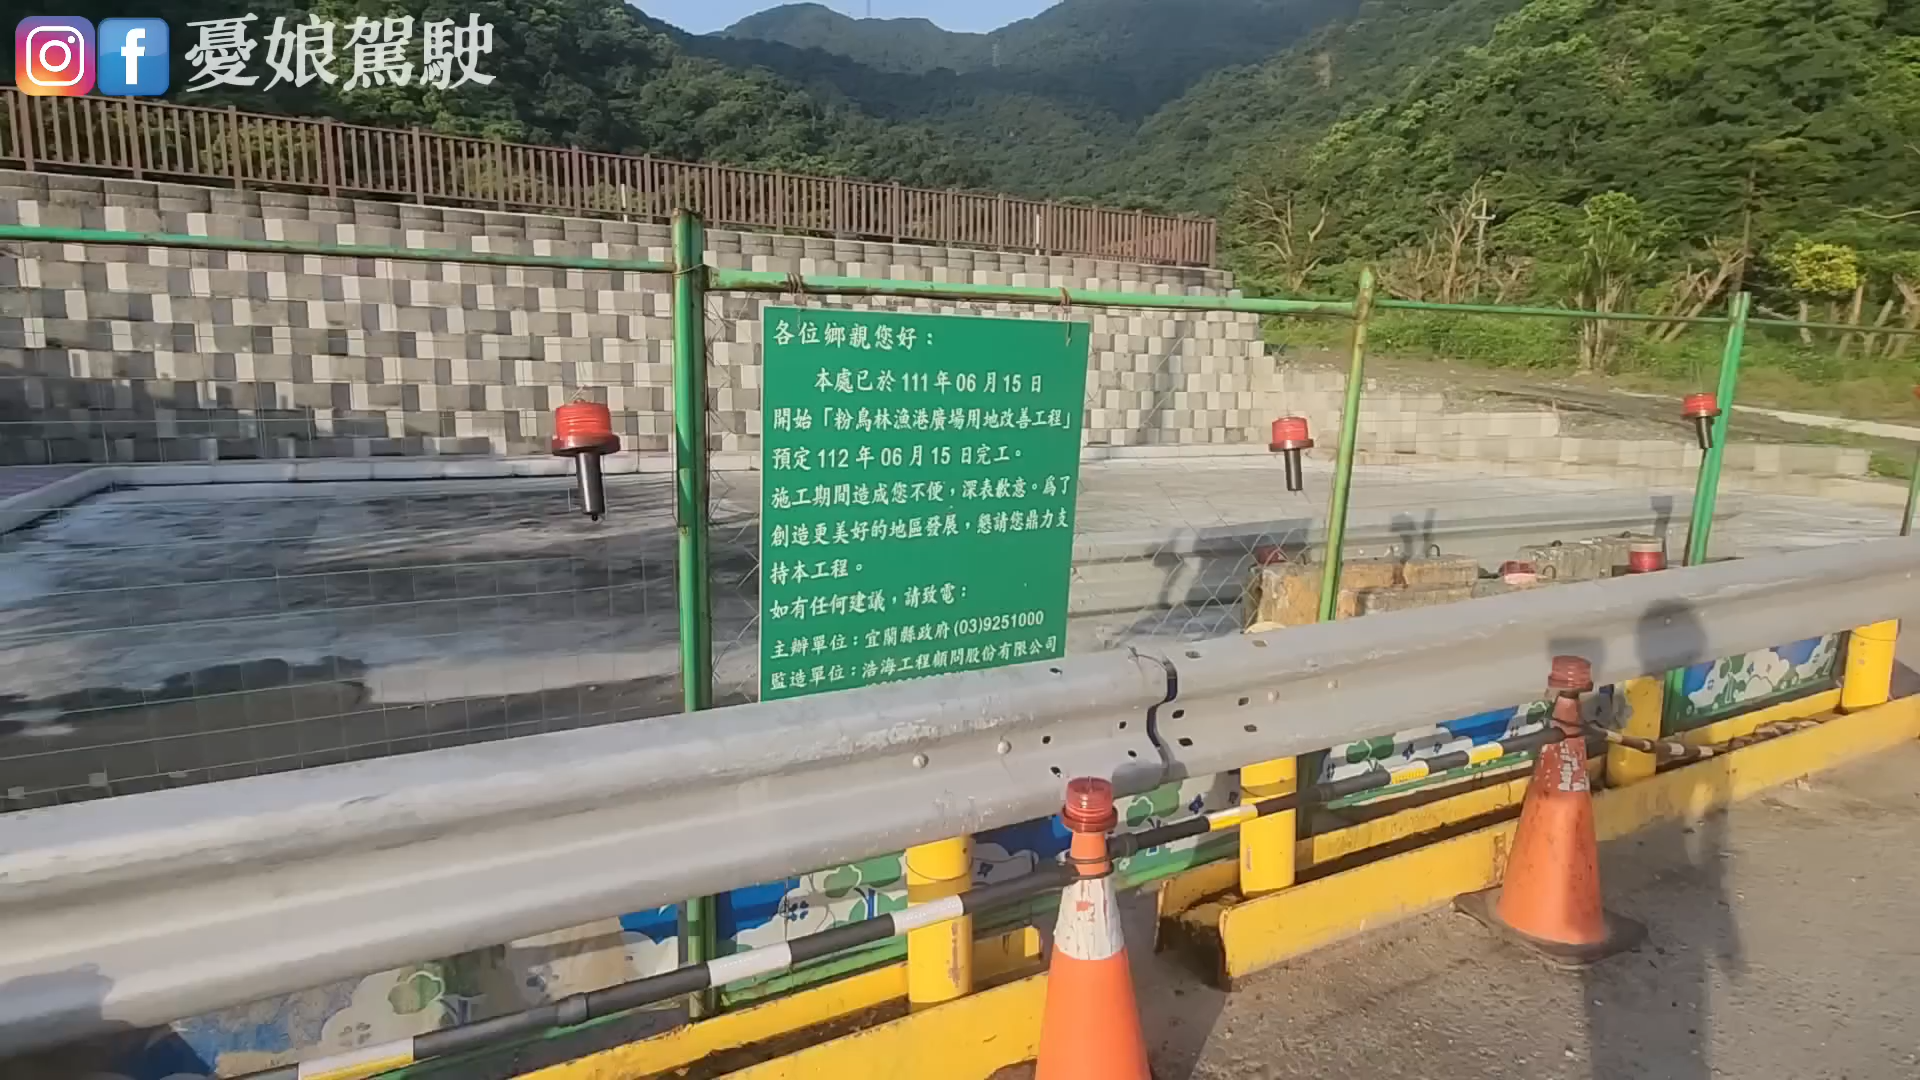 憂娘駕駛
各位鄉親您好：
本處已於111年06月15日
開始「粉鳥林漁港廣場用地改善工程」
預定112年06月15日完工。
施工期間造成您不便，深表歉意。為了
創造更美好的地區發展，懇請您鼎力支
持本工程。
如有任何建議，請致電：
主辦單位：宜蘭縣政府(03)9251000
監造單位：浩海工程顧問股份有限公司